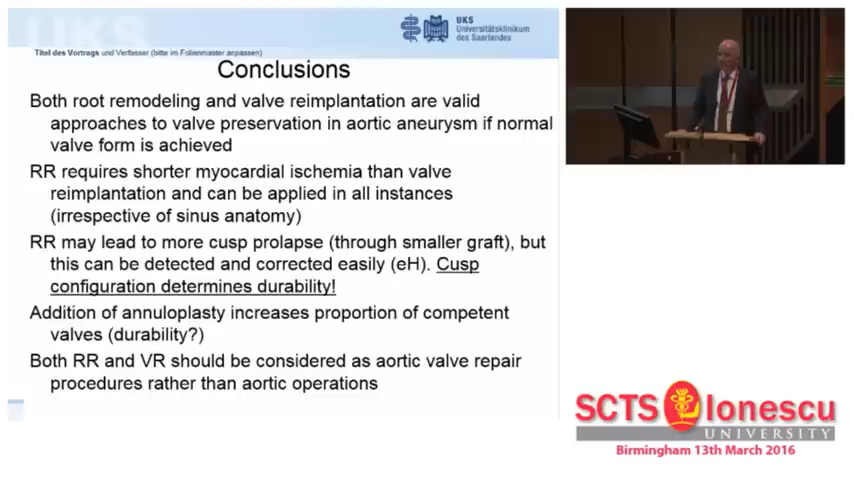 UKS
UKS
Universitätsklinikum
des Saarlandes
Titel des Vortrags und Verfasser (bitte im Folienmaster anpassen)
Conclusions
Both root remodeling and valve reimplantation are valid
approaches to valve preservation in aortic aneurysm if normal
valve form is achieved
RR requires shorter myocardial ischemia than valve
reimplantation and can be applied in all instances
(irrespective of sinus anatomy)
RR may lead to more cusp prolapse (through smaller graft), but
this can be detected and corrected easily (eH). Cusp
configuration determines durability!
Addition of annuloplasty increases proportion of competent
valves (durability?)
Both RR and VR should be considered as aortic valve repair
procedures rather than aortic operations
SCTS Ionescu
UNIVERSITY
Birmingham 13th March 2016